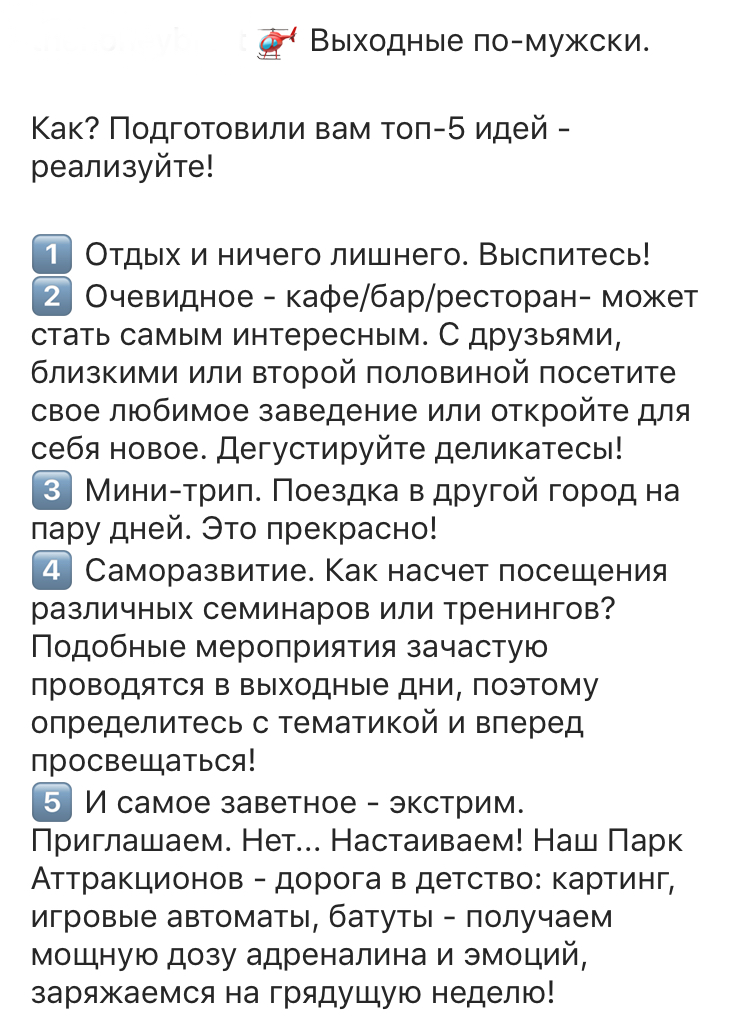 🚁 Выходные по-мужски.
Как? Подготовили вам топ-5 идей -
реализуйте!
1️⃣ Отдых и ничего лишнего. Выспитесь!
2️⃣ Очевидное - кафе/бар/ресторан- может
стать самым интересным. С друзьями,
близкими или второй половиной посетите
свое любимое заведение или откройте для
себя новое. Дегустируйте деликатесы!
3️⃣ Мини-трип. Поездка в другой город на
пару дней. Это прекрасно!
4️⃣ Саморазвитие. Как насчет посещения
различных семинаров или тренингов?
Подобные мероприятия зачастую
проводятся в выходные дни, поэтому
определитесь с тематикой и вперед
просвещаться!
5️⃣ И самое заветное - экстрим.
Приглашаем. Нет... Настаиваем! Наш Парк
Аттракционов - дорога в детство: картинг,
игровые автоматы, батуты - получаем
мощную дозу адреналина и эмоций,
заряжаемся на грядущую неделю!